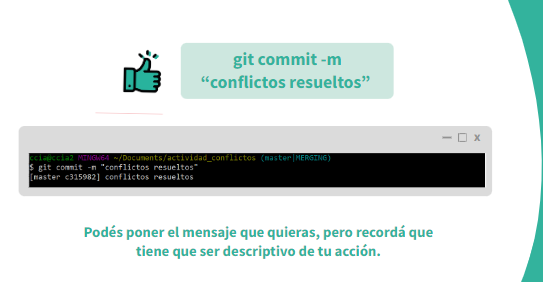 git commit -m
“conflictos resueltos”
— □ x
ccia@ccia2 MINGW64 ~/Documents/actividad_conflictos (master|MERGING)
$ git commit -m "conflictos resueltos"
[master c315982] conflictos resueltos
Podés poner el mensaje que quieras, pero recordá que
tiene que ser descriptivo de tu acción.